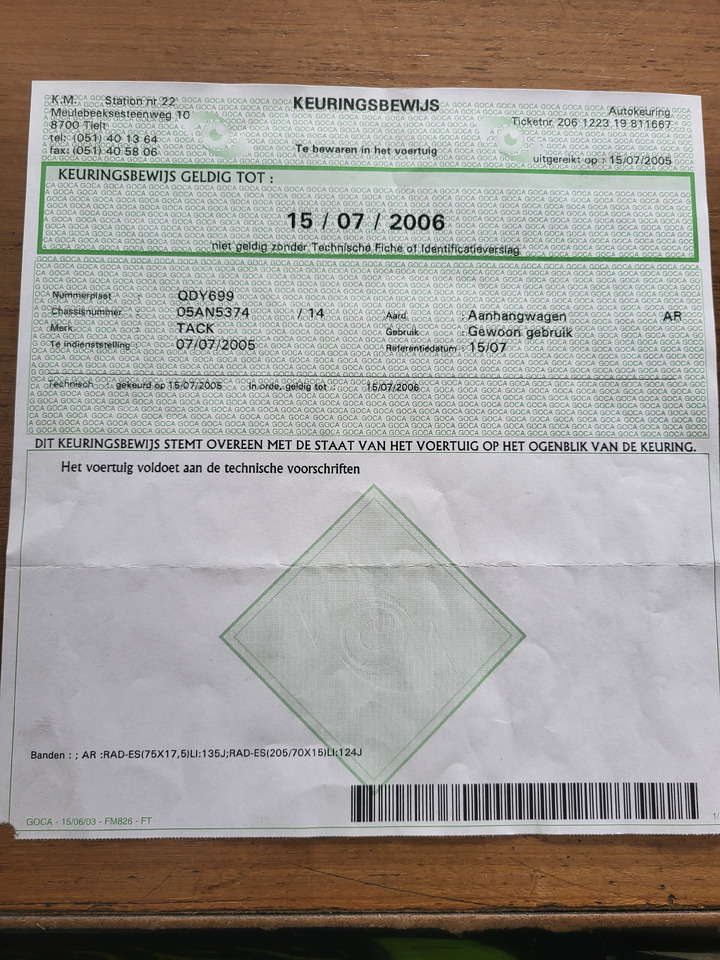 K.M. Station nr 22
Meulebeeksesteenweg 10
8700 Tielt
tel: (051) 40 13 64
fax: (051) 40 58 06
KEURINGSBEWIJS
Te bewaren in het voertuig
Autokeuring
Ticketnr. 206 1223 19 811667
uitgereikt op : 15/07/2005
KEURINGSBEWIJS GELDIG TOT :
15 / 07 / 2006
niet geldig zonder Technische Fiche of Identificatieverslag
Nummerplaat : QDY699
Chassisnummer : 05AN5374 / 14
Merk : TACK
1e indienststelling : 07/07/2005
Aard : Aanhangwagen AR
Gebruik : Gewoon gebruik
Referentiedatum : 15/07
Technisch : gekeurd op 15/07/2005 in orde, geldig tot 15/07/2006
DIT KEURINGSBEWIJS STEMT OVEREEN MET DE STAAT VAN HET VOERTUIG OP HET OGENBLIK VAN DE KEURING.
Het voertuig voldoet aan de technische voorschriften
Banden : ; AR :RAD-ES(75X17,5)LI:135J;RAD-ES(205/70X15)LI:124J
GOCA - 15/06/03 - FM826 - FT
1/